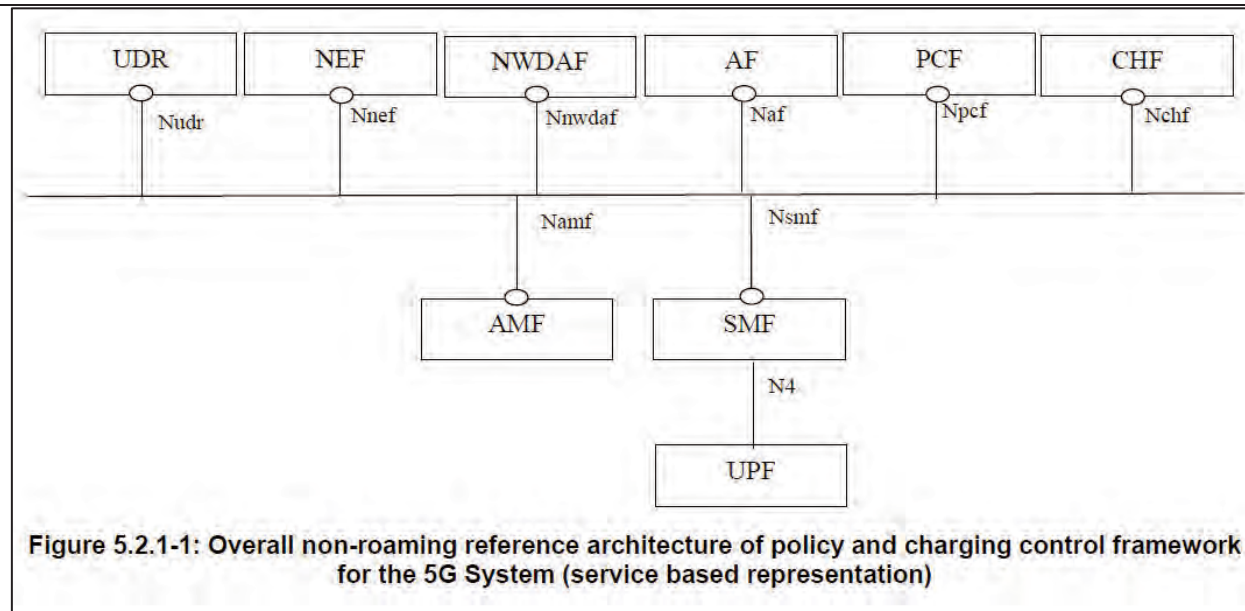 UDR NEF NWDAF AF PCF CHF
Nudr Nnef Nnwdaf Naf Npcf Nchf
Namf Nsmf
AMF SMF
N4
UPF
Figure 5.2.1-1: Overall non-roaming reference architecture of policy and charging control framework
for the 5G System (service based representation)